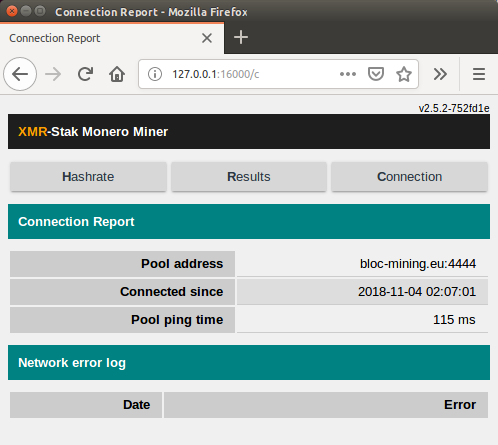 Connection Report - Mozilla Firefox
Connection Report
127.0.0.1:16000/c
v2.5.2-752fd1e
XMR-Stak Monero Miner
Hashrate Results Connection
Connection Report
Pool address bloc-mining.eu:4444
Connected since 2018-11-04 02:07:01
Pool ping time 115 ms
Network error log
Date Error